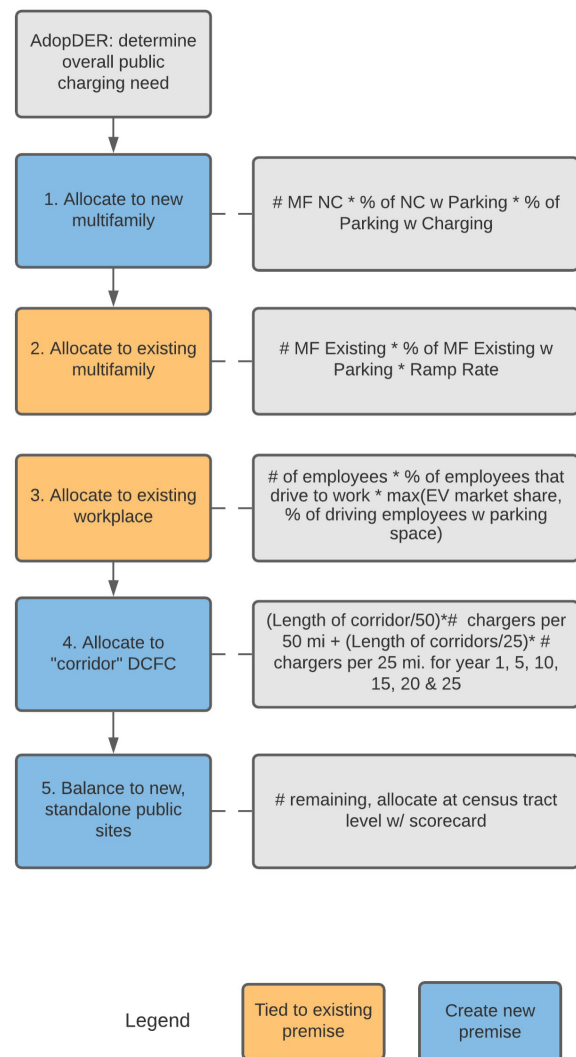 AdopDER: determine
overall public
charging need
1. Allocate to new
multifamily
# MF NC * % of NC w Parking * % of
Parking w Charging
2. Allocate to existing
multifamily
# MF Existing * % of MF Existing w
Parking * Ramp Rate
3. Allocate to existing
workplace
# of employees * % of employees that
drive to work * max(EV market share,
% of driving employees w parking
space)
4. Allocate to
"corridor" DCFC
(Length of corridor/50)*#  chargers per
50 mi + (Length of corridors/25)* #
chargers per 25 mi. for year 1, 5, 10,
15, 20 & 25
5. Balance to new,
standalone public
sites
# remaining, allocate at census tract
level w/ scorecard
Legend
Tied to existing
premise
Create new
premise